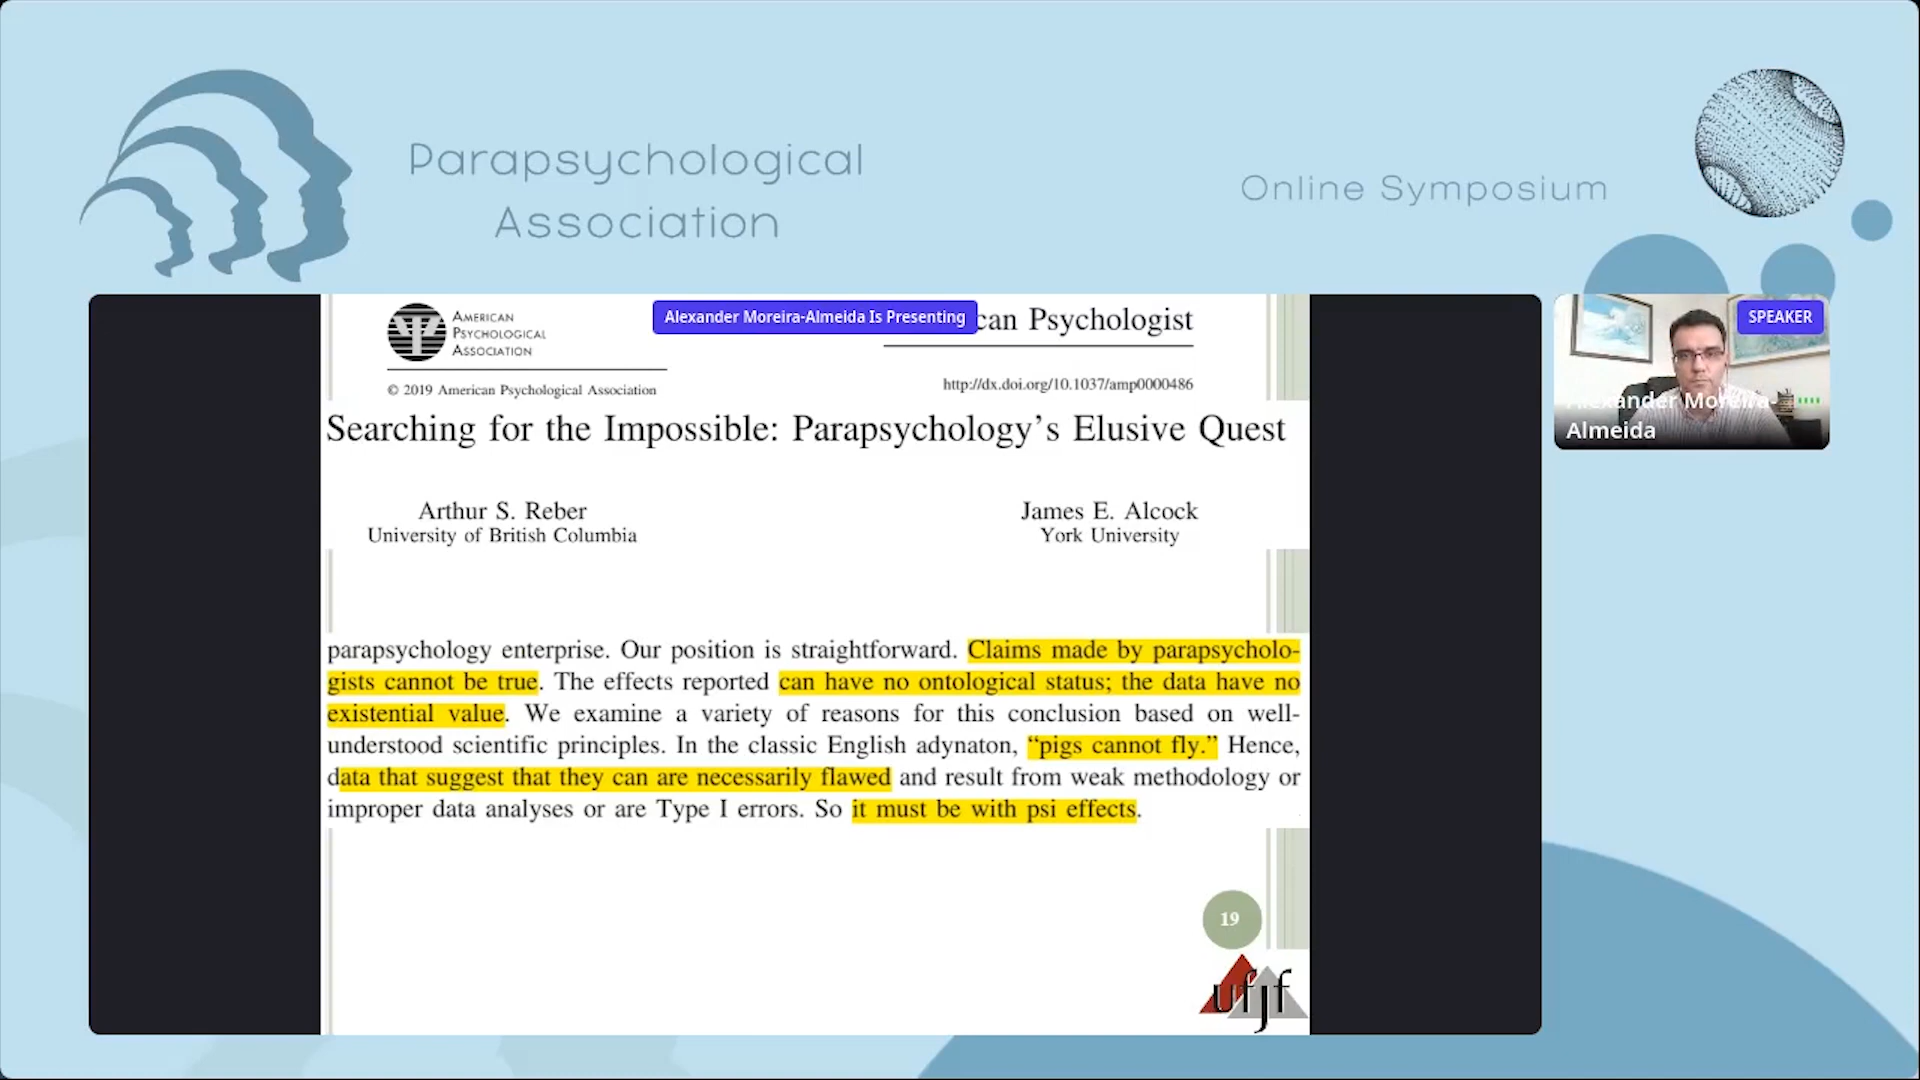 Parapsychological
Association
Online Symposium
AMERICAN
PSYCHOLOGICAL
ASSOCIATION
Alexander Moreira-Almeida Is Presenting
can Psychologist
© 2019 American Psychological Association
http://dx.doi.org/10.1037/amp0000486
Searching for the Impossible: Parapsychology’s Elusive Quest
Arthur S. Reber
University of British Columbia
James E. Alcock
York University
parapsychology enterprise. Our position is straightforward. Claims made by parapsycholo-
gists cannot be true. The effects reported can have no ontological status; the data have no
existential value. We examine a variety of reasons for this conclusion based on well-
understood scientific principles. In the classic English adynaton, “pigs cannot fly.” Hence,
data that suggest that they can are necessarily flawed and result from weak methodology or
improper data analyses or are Type I errors. So it must be with psi effects.
19
ufjf
SPEAKER
Alexander Moreira-
Almeida